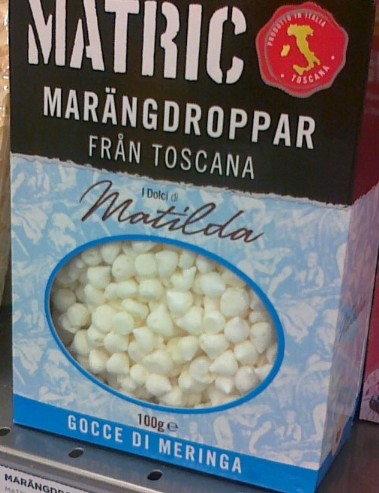 MATRIC
PRODOTTO IN ITALIA
• TOSCANA •
MARÄNGDROPPAR
FRÅN TOSCANA
I Dolci di
Matilda
100g e
GOCCE DI MERINGA